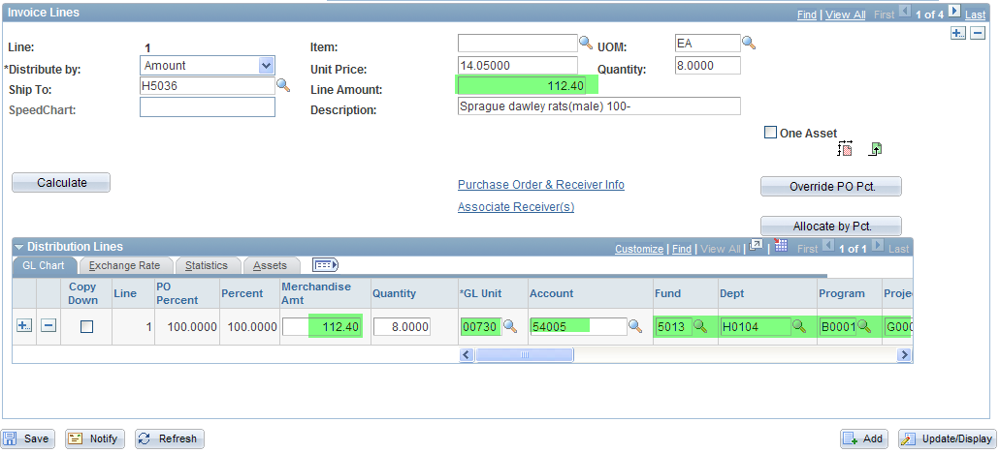 Invoice Lines Find | View All First 1 of 4 Last
Line: 1 Item: UOM: EA
*Distribute by: Amount Unit Price: 14.05000 Quantity: 8.0000
Ship To: H5036 Line Amount: 112.40
SpeedChart: Description: Sprague dawley rats(male) 100-
One Asset
Calculate Purchase Order & Receiver Info Override PO Pct.
Associate Receiver(s)
Allocate by Pct.
Distribution Lines Customize | Find | View All | | First 1 of 1 Last
GL Chart Exchange Rate Statistics Assets
Copy Down Line PO Percent Percent Merchandise Amt Quantity *GL Unit Account Fund Dept Program Proje
1 100.0000 100.0000 112.40 8.0000 00730 54005 5013 H0104 B0001 G000
Save Notify Refresh Add Update/Display